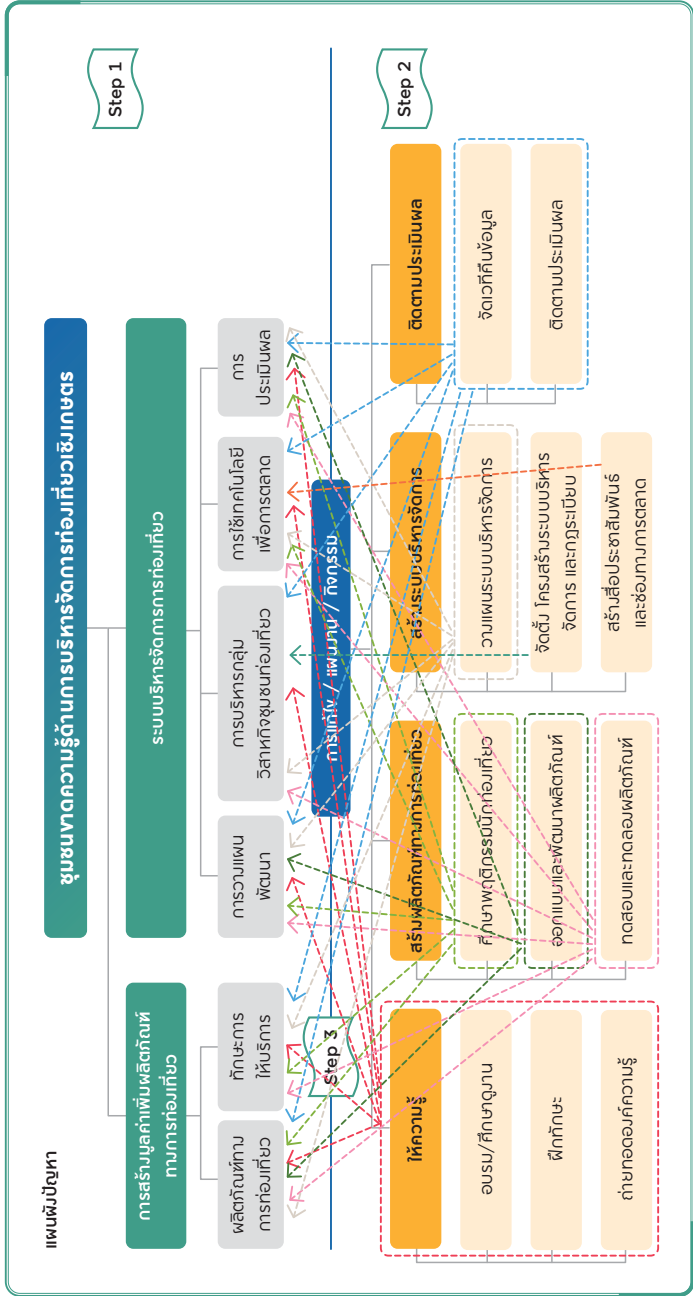 แผนผังปัญหา
ชุมชนขาดความรู้ด้านการบริหารจัดการท่องเที่ยวเชิงเกษตร
Step 1
การสร้างมูลค่าเพิ่มผลิตภัณฑ์
ทางการท่องเที่ยว
ระบบบริหารจัดการการท่องเที่ยว
ผลิตภัณฑ์ทาง
การท่องเที่ยว
ทักษะการ
ให้บริการ
การวางแผน
พัฒนา
การบริหารกลุ่ม
วิสาหกิจชุมชนท่องเที่ยว
การใช้เทคโนโลยี
เพื่อการตลาด
การ
ประเมินผล
Step 3
การแก้ไข / แผนงาน / กิจกรรม
Step 2
ให้ความรู้
อบรม/ศึกษาดูงาน
ฝึกทักษะ
ถ่ายทอดองค์ความรู้
สร้างผลิตภัณฑ์ทางการท่องเที่ยว
ศึกษาพฤติกรรมนักท่องเที่ยว
ออกแบบและพัฒนาผลิตภัณฑ์
ทดสอบและทดลองผลิตภัณฑ์
สร้างระบบบริหารจัดการ
วางแผนระบบบริหารจัดการ
จัดตั้ง โครงสร้างระบบบริหาร
จัดการ และกฎระเบียบ
สร้างสื่อประชาสัมพันธ์
และช่องทางการตลาด
ติดตามประเมินผล
จัดเวทีคืนข้อมูล
ติดตามประเมินผล